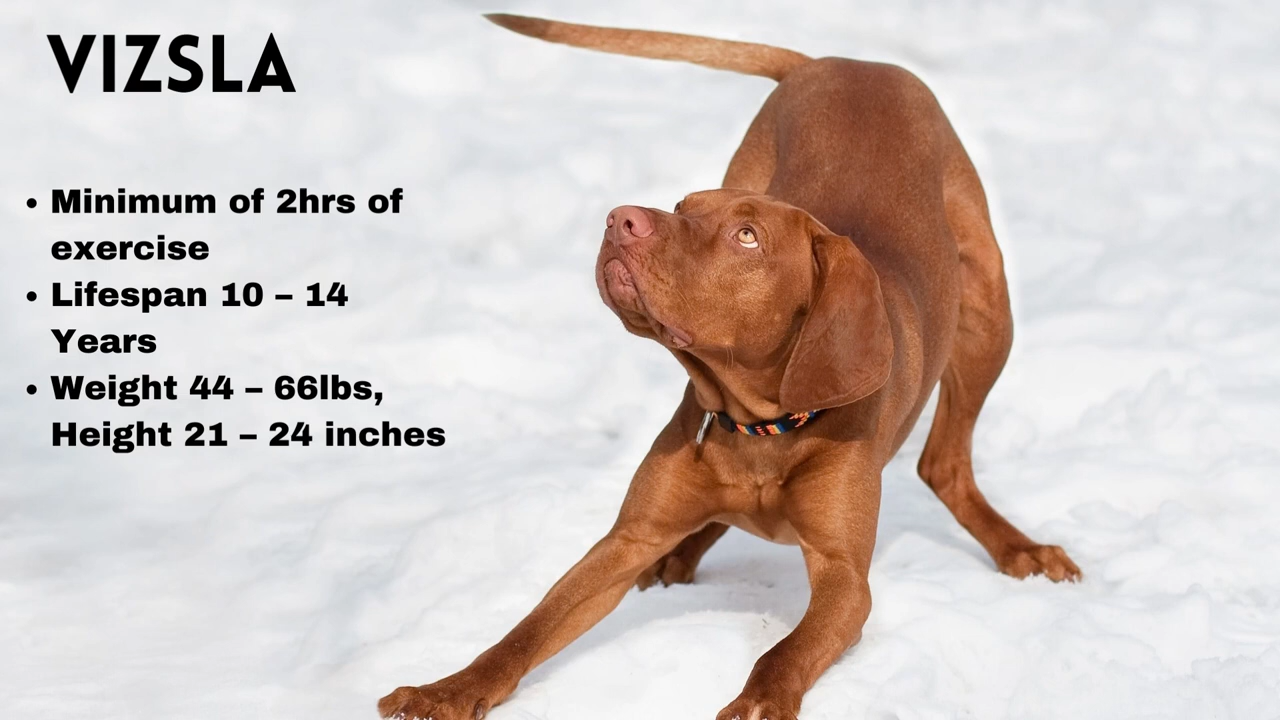 VIZSLA
• Minimum of 2hrs of
exercise
• Lifespan 10 – 14
Years
• Weight 44 – 66lbs,
Height 21 – 24 inches